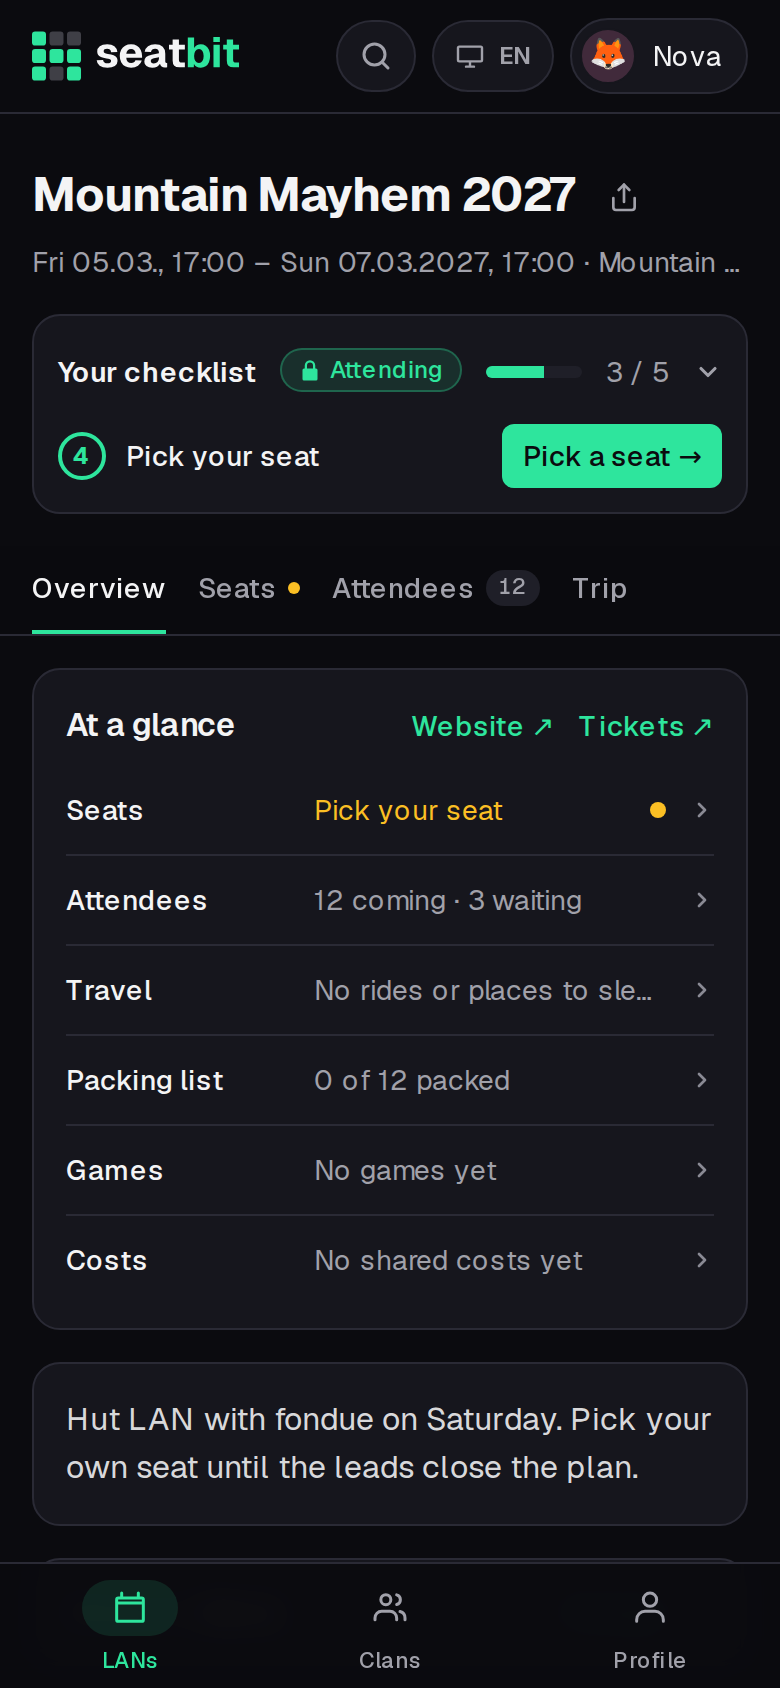 seatbit
EN
Nova
Mountain Mayhem 2027
Fri 05.03., 17:00 – Sun 07.03.2027, 17:00 · Mountain ...
Your checklist
Attending
3 / 5
4
Pick your seat
Pick a seat →
Overview
Seats
Attendees 12
Trip
At a glance
Website ↗
Tickets ↗
Seats
Pick your seat
Attendees
12 coming · 3 waiting
Travel
No rides or places to sle...
Packing list
0 of 12 packed
Games
No games yet
Costs
No shared costs yet
Hut LAN with fondue on Saturday. Pick your
own seat until the leads close the plan.
LANs
Clans
Profile